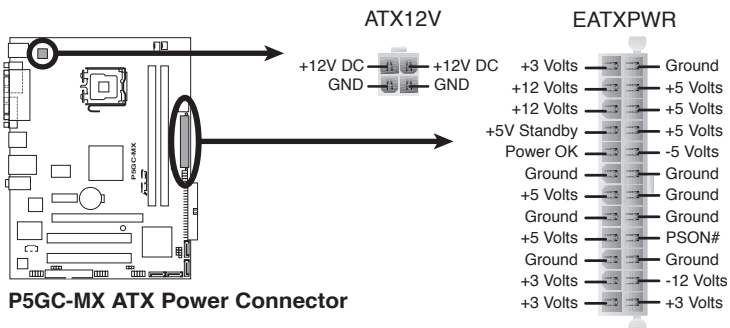 ATX12V
EATXPWR
+12V DC +12V DC
GND GND
+3 Volts Ground
+12 Volts +5 Volts
+12 Volts +5 Volts
+5V Standby +5 Volts
Power OK -5 Volts
Ground Ground
+5 Volts Ground
Ground Ground
+5 Volts PSON#
Ground Ground
+3 Volts -12 Volts
+3 Volts +3 Volts
P5GC-MX
P5GC-MX ATX Power Connector